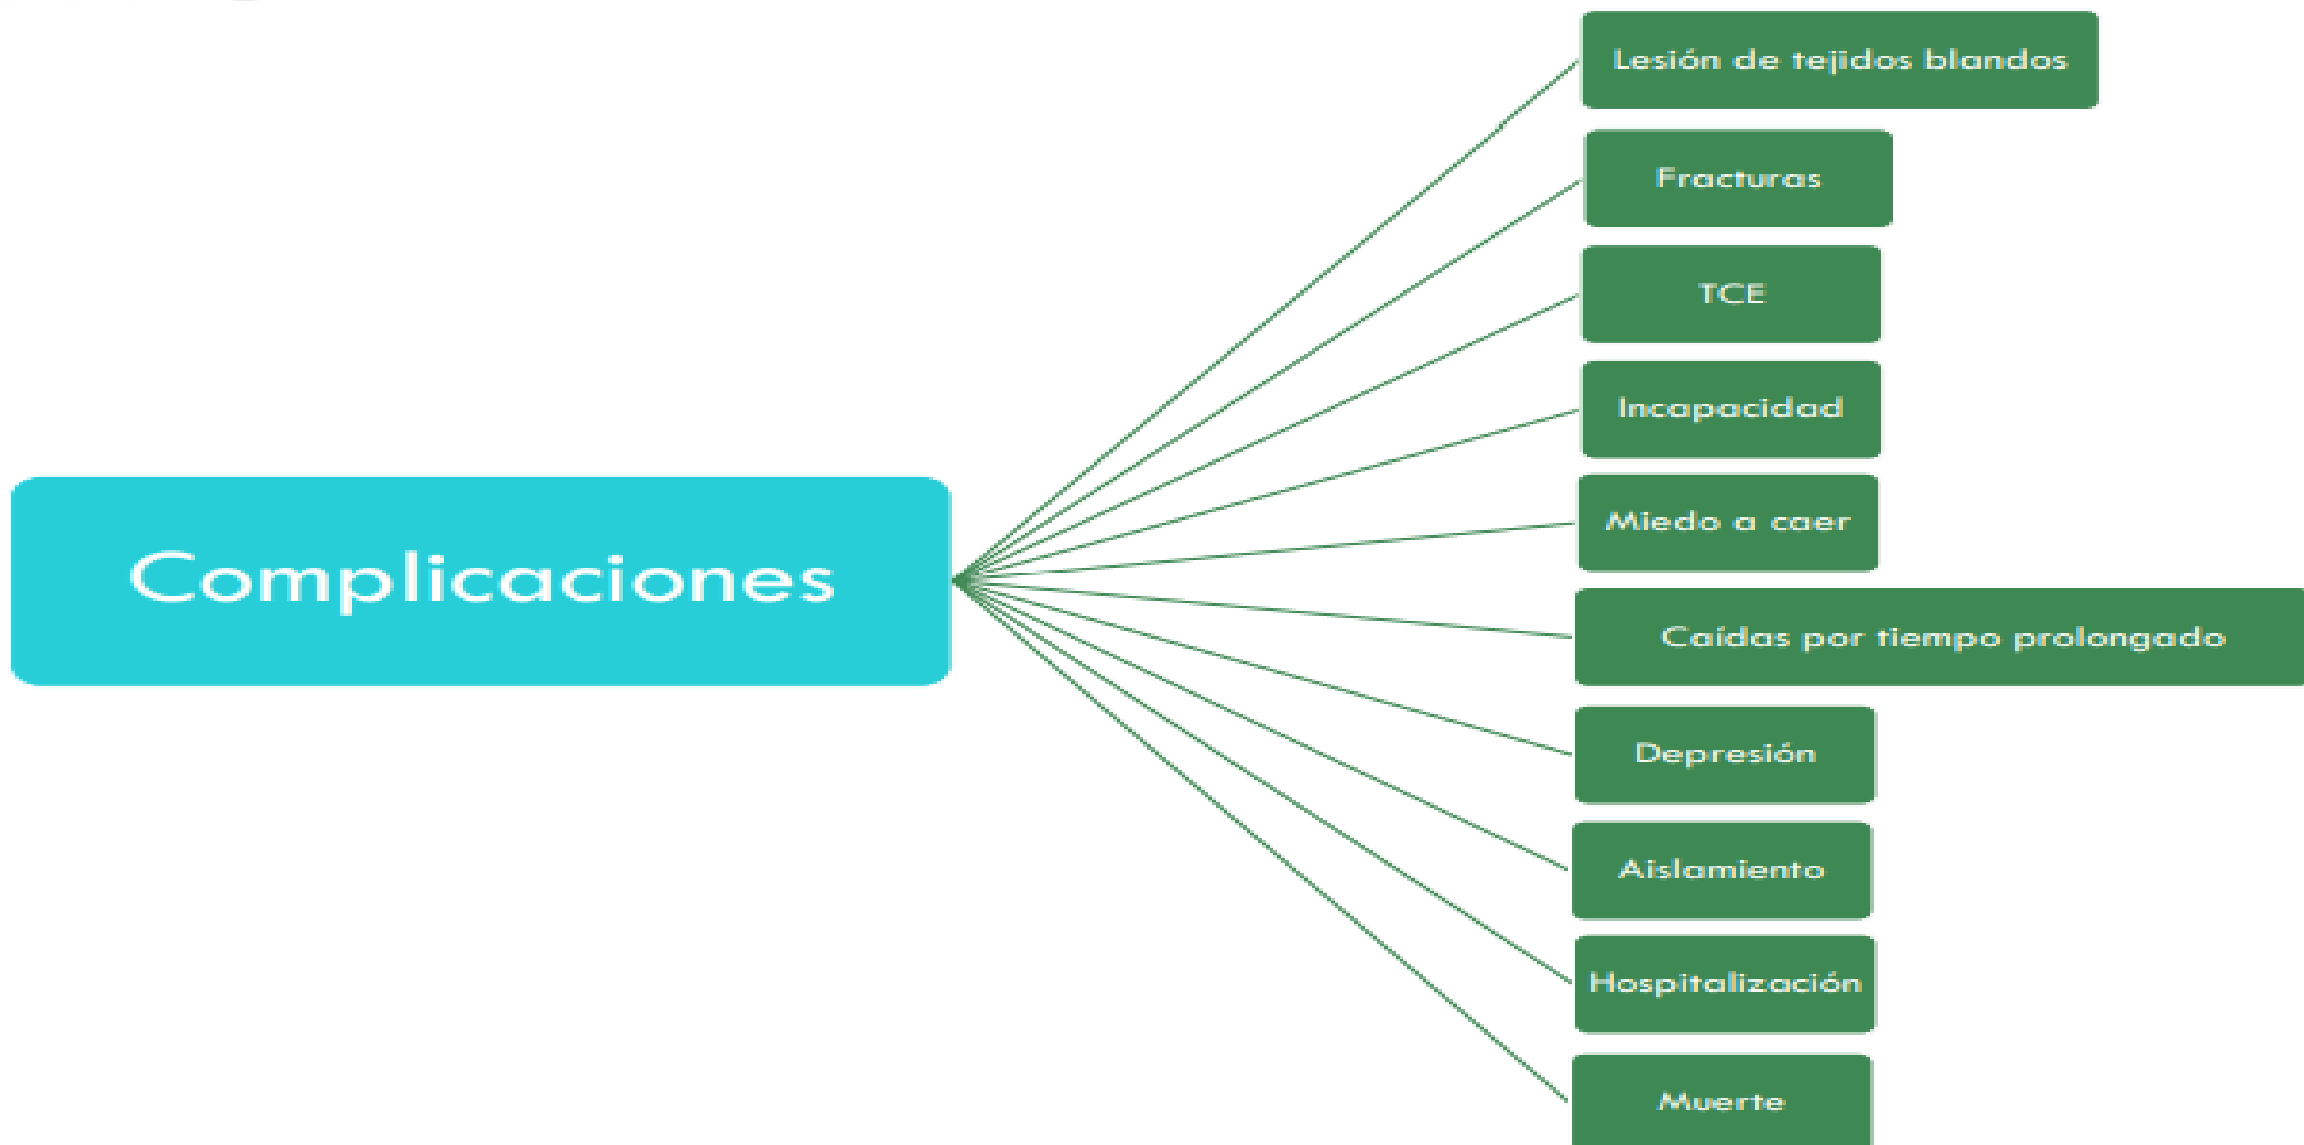 Complicaciones
Lesión de tejidos blandos
Fracturas
TCE
Incapacidad
Miedo a caer
Caídas por tiempo prolongado
Depresión
Aislamiento
Hospitalización
Muerte